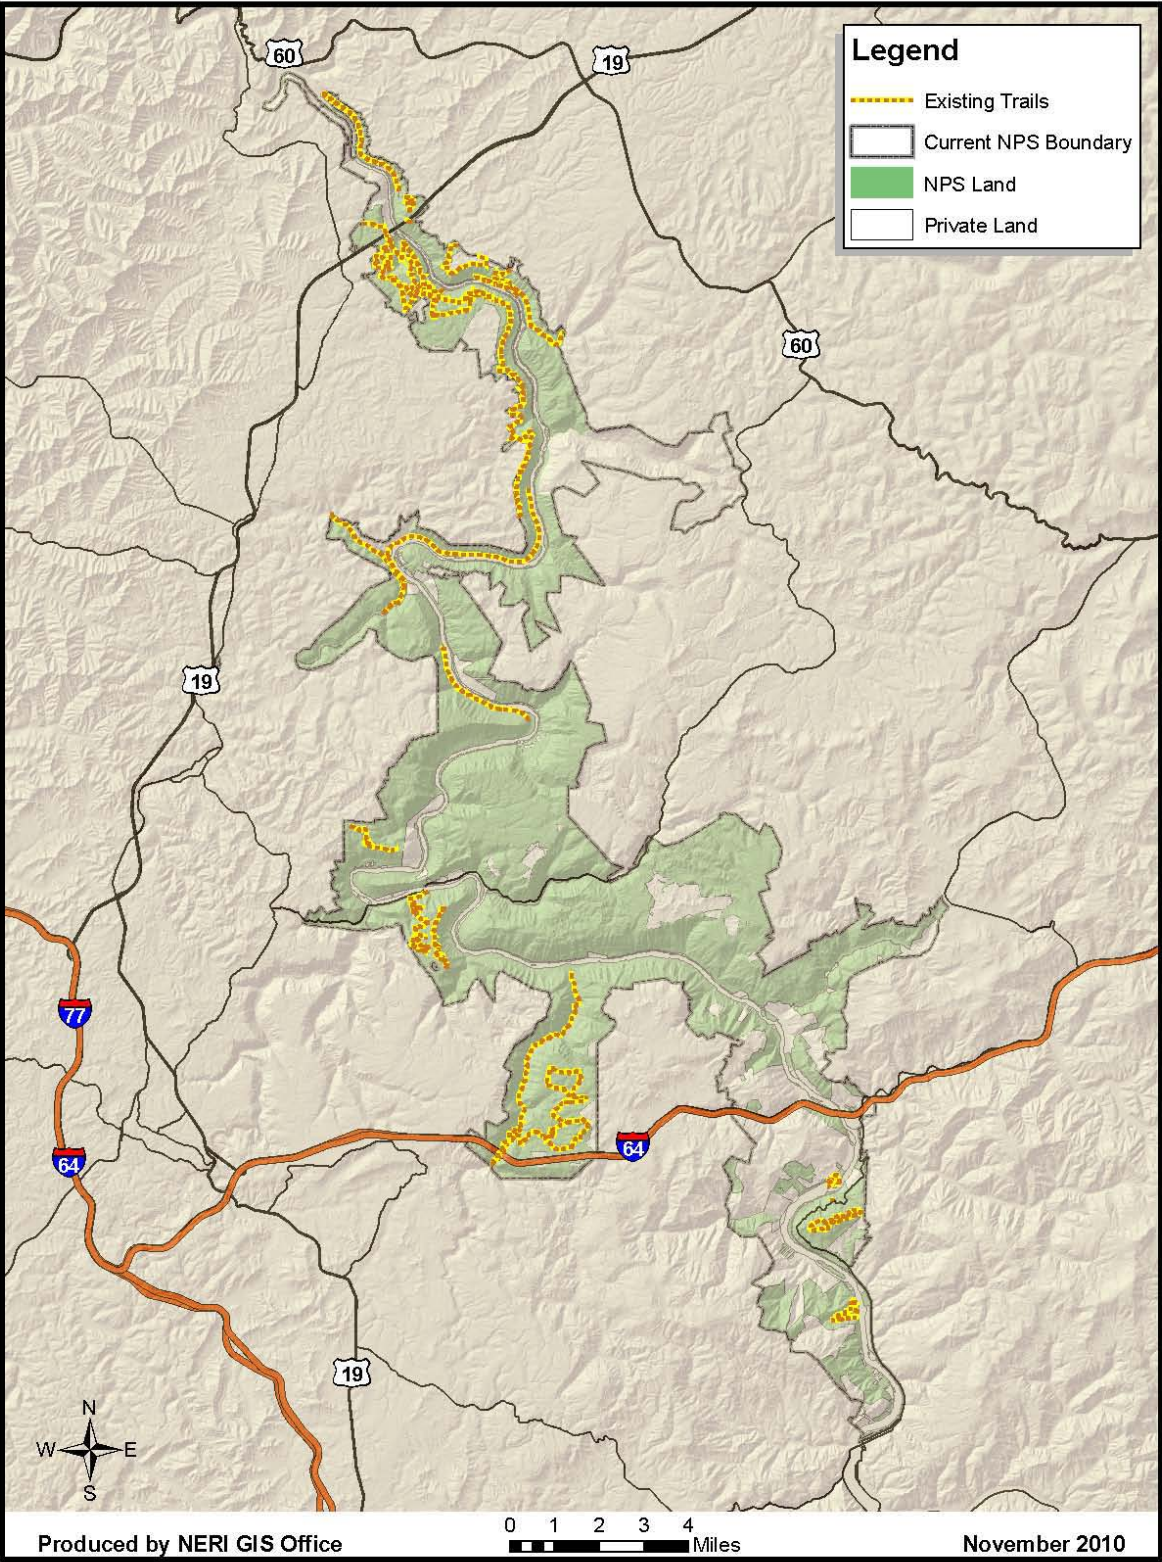 60
19
Legend
Existing Trails
Current NPS Boundary
NPS Land
Private Land
60
19
77
64
64
19
N
W E
S
0 1 2 3 4
Miles
Produced by NERI GIS Office
November 2010